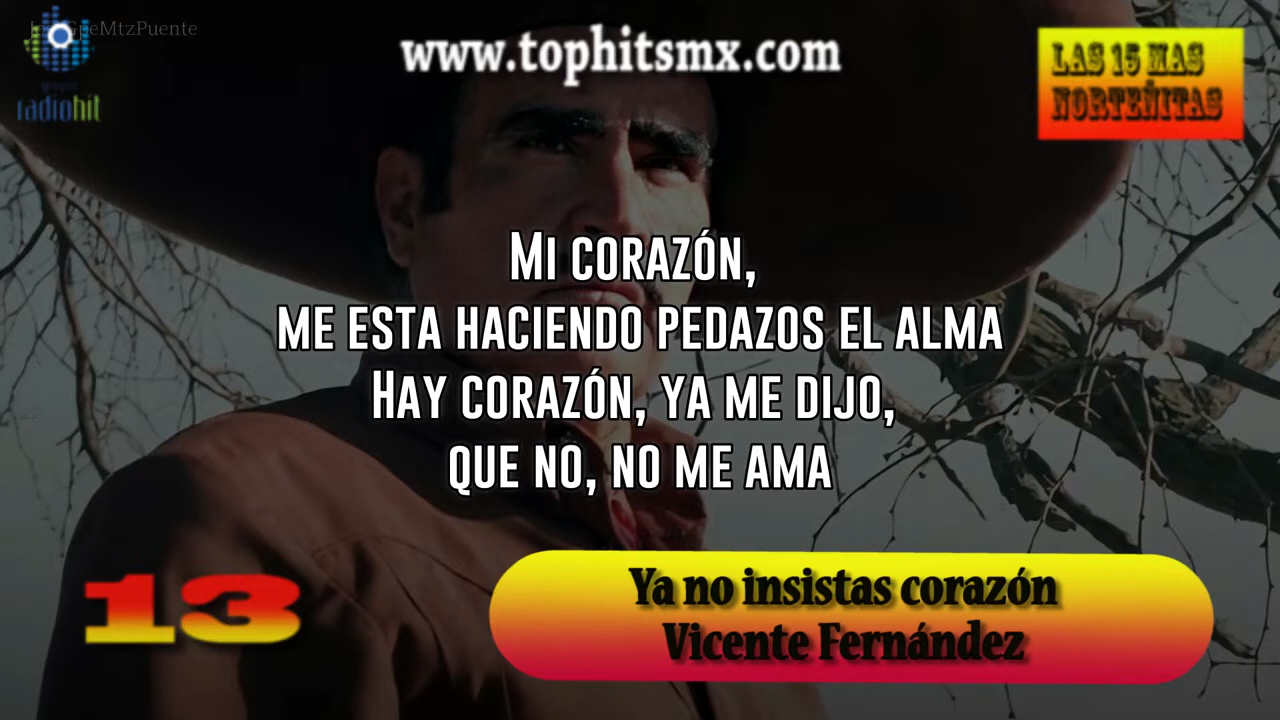 www.tophitsmx.com
LAS 15 MAS
NORTEÑITAS
radiohit
MI CORAZÓN,
ME ESTA HACIENDO PEDAZOS EL ALMA
HAY CORAZÓN, YA ME DIJO,
QUE NO, NO ME AMA
13
Ya no insistas corazón
Vicente Fernández